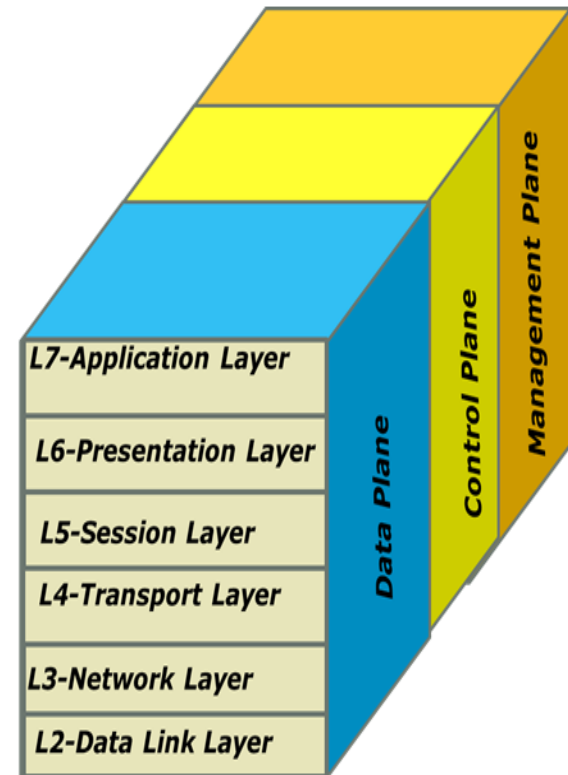 L7-Application Layer
L6-Presentation Layer
L5-Session Layer
L4-Transport Layer
L3-Network Layer
L2-Data Link Layer
Data Plane
Control Plane
Management Plane